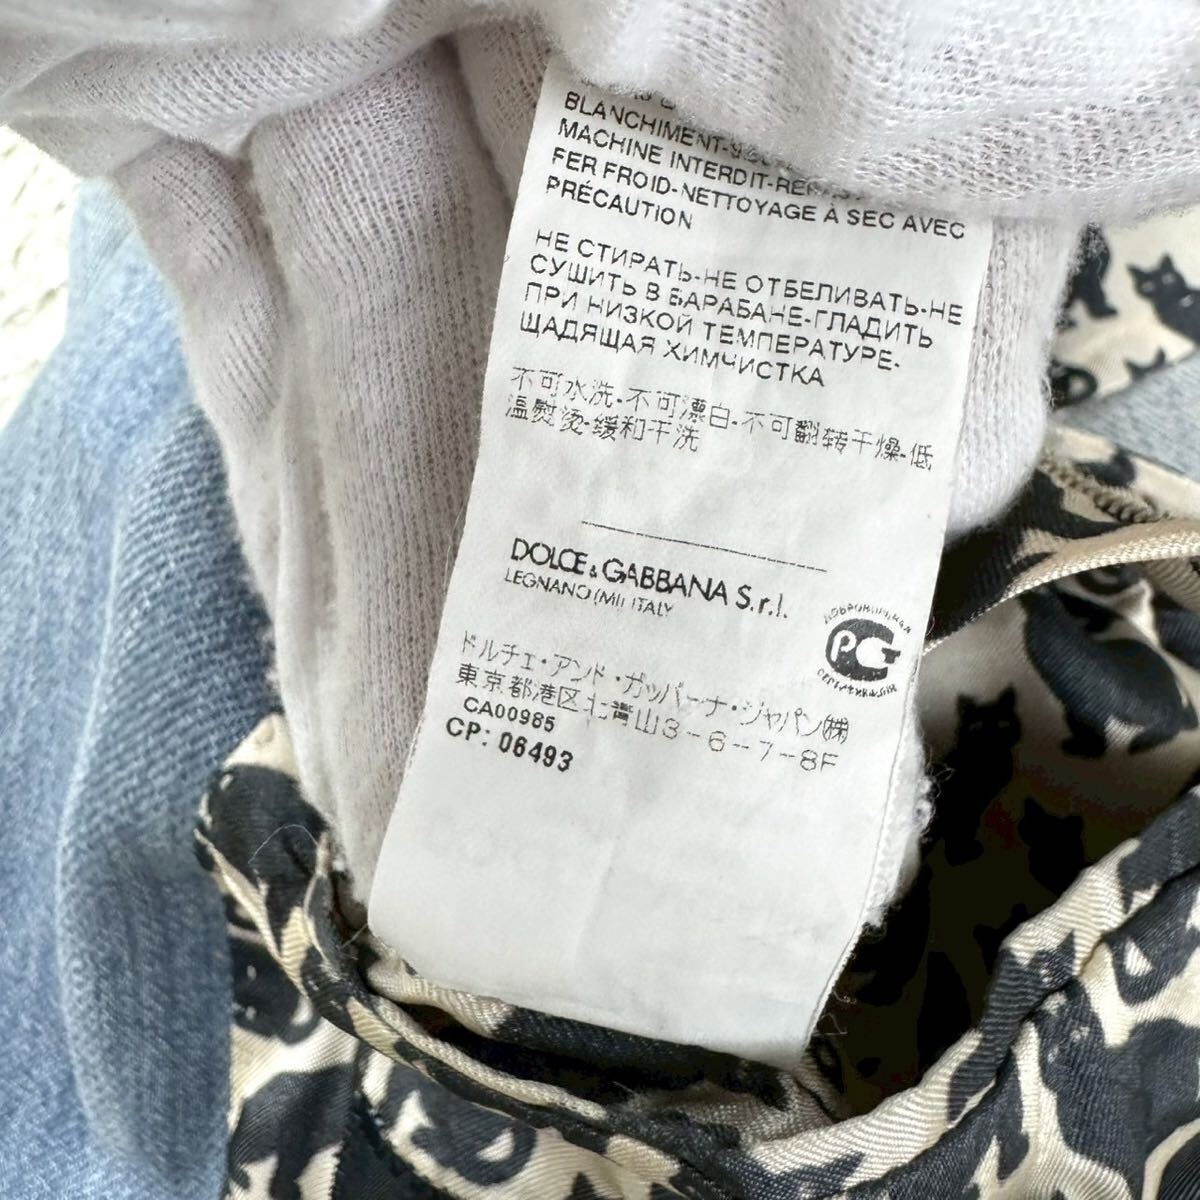 BLANCHIMENT-
MACHINE INTERDIT-
FER FROID-NETTOYAGE À SEC AVEC
PRÉCAUTION
НЕ СТИРАТЬ-НЕ ОТБЕЛИВАТЬ-НЕ
СУШИТЬ В БАРАБАНЕ-ГЛАДИТЬ
ПРИ НИЗКОЙ ТЕМПЕРАТУРЕ-
ЩАДЯЩАЯ ХИМЧИСТКА
不可水洗-不可漂白-不可翻转干燥-低
温熨烫-缓和干洗
DOLCE & GABBANA S.r.l.
LEGNANO (MI) ITALY
PG
ドルチェ・アンド・ガッバーナ・ジャパン㈱
東京都港区北青山3-6-7-8F
CA00985
CP: 06493